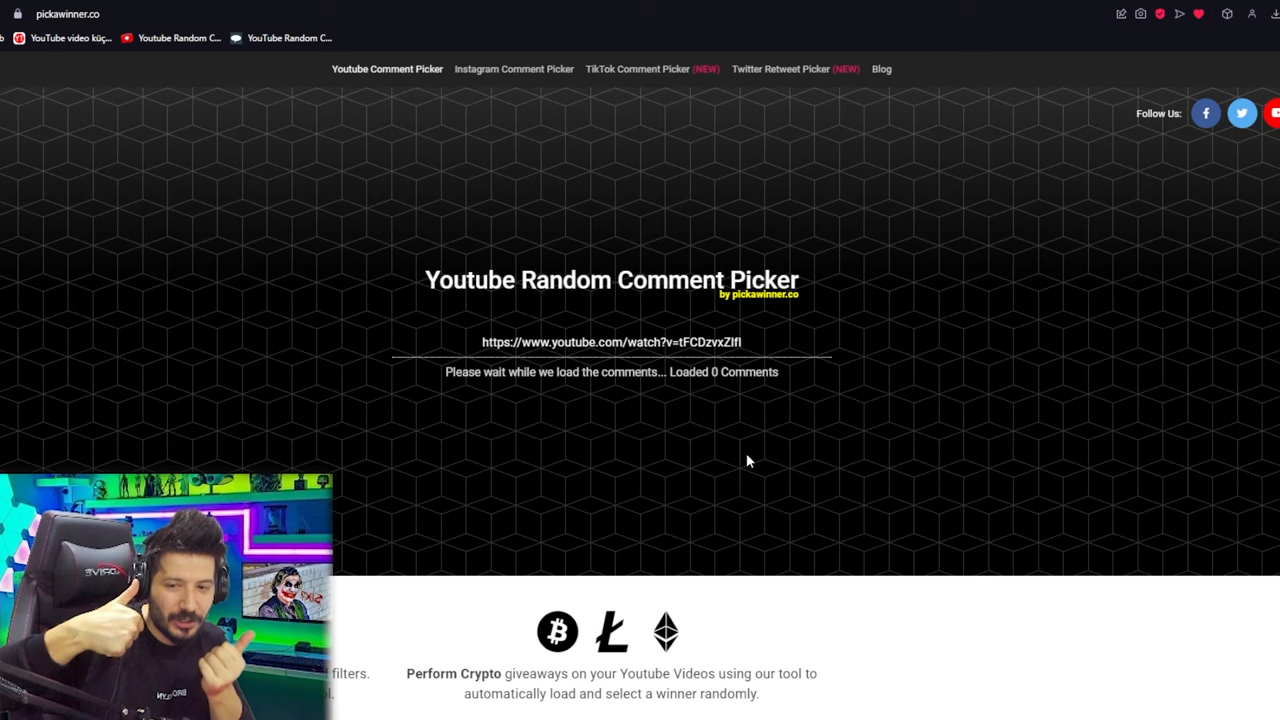 pickawinner.co
b
YouTube video küç...
Youtube Random C...
YouTube Random C...
Youtube Comment Picker
Instagram Comment Picker
TikTok Comment Picker (NEW)
Twitter Retweet Picker (NEW)
Blog
Follow Us:
Youtube Random Comment Picker
by pickawinner.co
https://www.youtube.com/watch?v=tFCDzvxZIfI
Please wait while we load the comments... Loaded 0 Comments
filters.
Perform Crypto giveaways on your Youtube Videos using our tool to
automatically load and select a winner randomly.